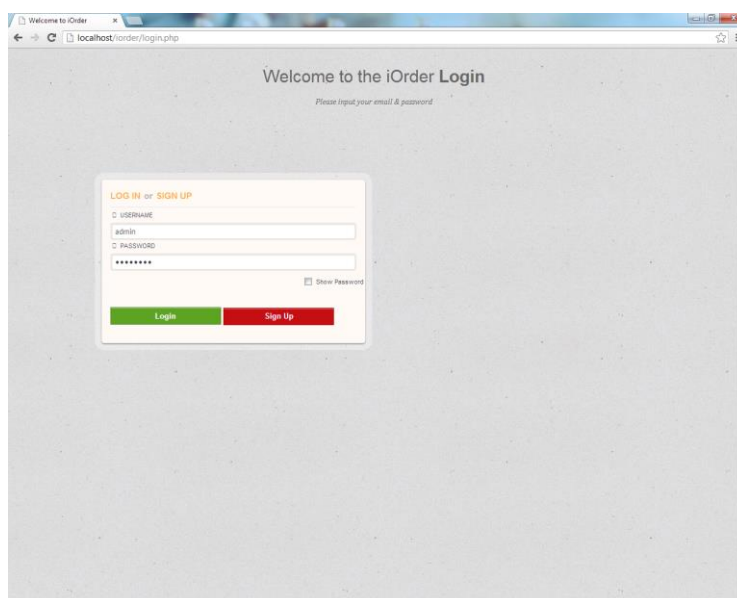 Welcome to iOrder
localhost/iorder/login.php
Welcome to the iOrder Login
Please input your email & password
LOG IN or SIGN UP
USERNAME
admin
PASSWORD
••••••••
Show Password
Login Sign Up